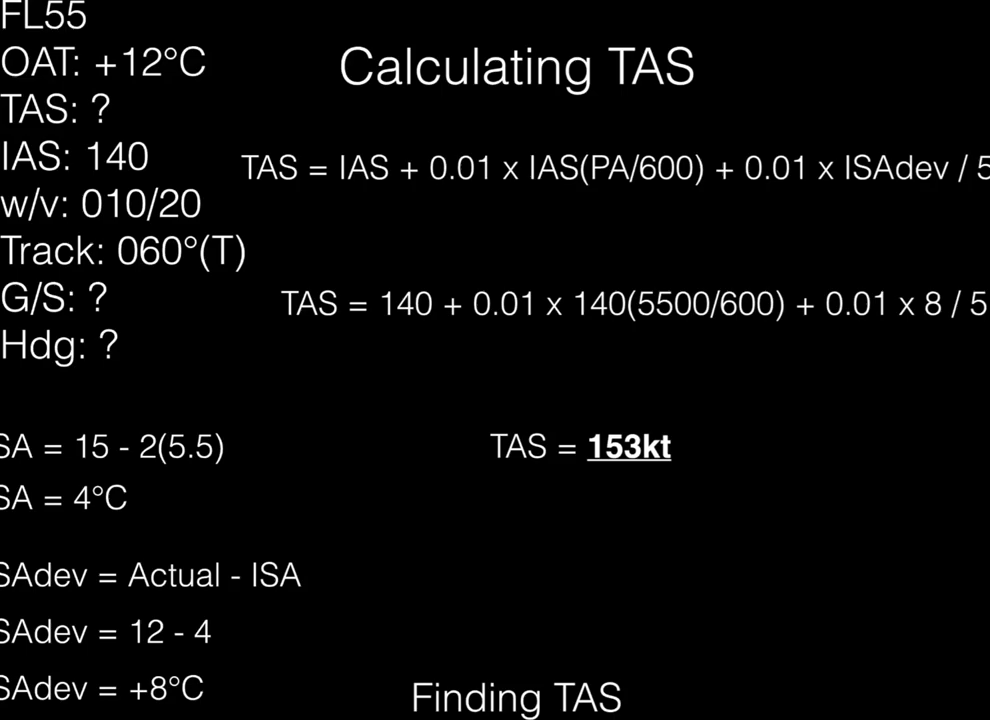 FL55
OAT: +12°C
TAS: ?
IAS: 140
w/v: 010/20
Track: 060°(T)
G/S: ?
Hdg: ?
Calculating TAS
TAS = IAS + 0.01 x IAS(PA/600) + 0.01 x ISAdev / 5
TAS = 140 + 0.01 x 140(5500/600) + 0.01 x 8 / 5
TAS = 153kt
SA = 15 - 2(5.5)
SA = 4°C
SAdev = Actual - ISA
SAdev = 12 - 4
SAdev = +8°C
Finding TAS